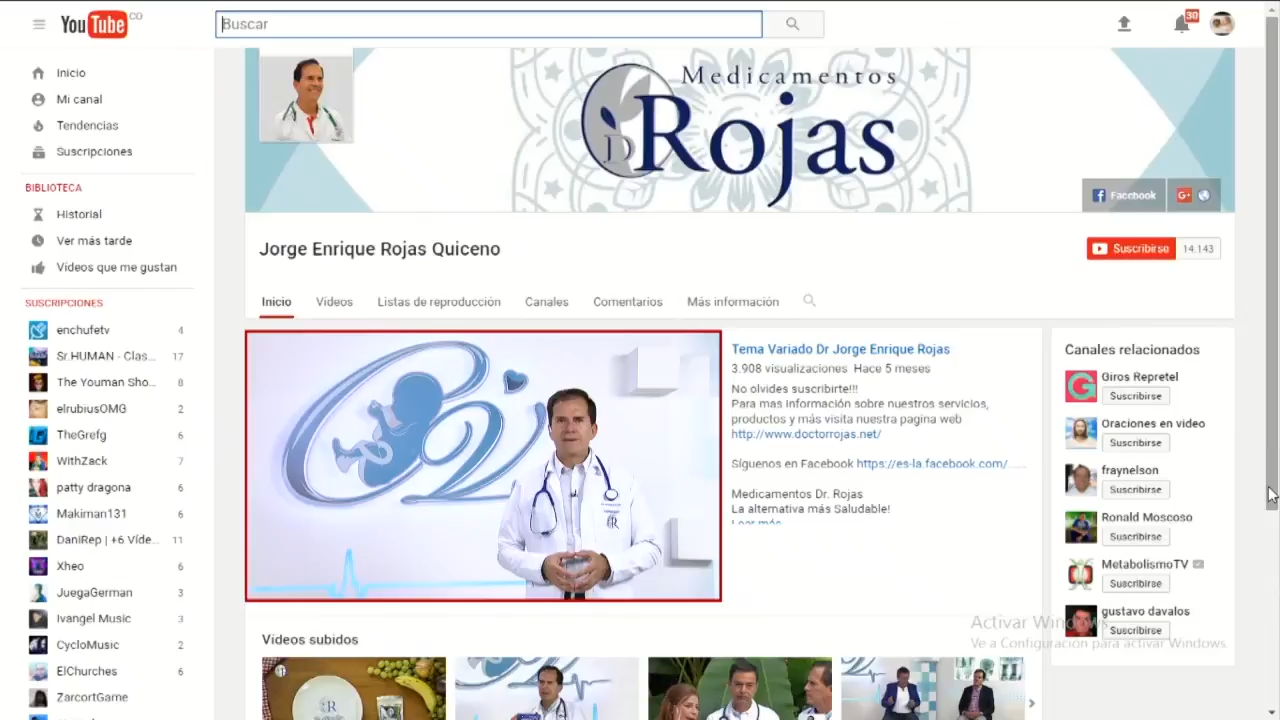 YouTube CO
Buscar
30
Inicio
Mi canal
Tendencias
Suscripciones
BIBLIOTECA
Historial
Ver más tarde
Vídeos que me gustan
SUSCRIPCIONES
enchufetv 4
Sr.HUMAN - Clas... 17
The Youman Sho... 8
elrubiusOMG 2
TheGrefg 6
WithZack 7
patty dragona 6
Makiman131 6
DaniRep | +6 Víde... 11
Xheo 6
JuegaGerman 3
Ivangel Music 3
CycloMusic 2
ElChurches 6
ZarcortGame
Medicamentos
DRojas
Facebook
G+
Jorge Enrique Rojas Quiceno
Suscribirse 14.143
Inicio Vídeos Listas de reproducción Canales Comentarios Más información
Tema Variado Dr Jorge Enrique Rojas
3.908 visualizaciones Hace 5 meses
No olvides suscribirte!!!
Para mas información sobre nuestros servicios,
productos y más visita nuestra pagina web
http://www.doctorrojas.net/
Síguenos en Facebook https://es-la.facebook.com/......
Medicamentos Dr. Rojas
La alternativa más Saludable!
Leer más
Canales relacionados
Giros Repretel
Suscribirse
Oraciones en video
Suscribirse
fraynelson
Suscribirse
Ronald Moscoso
Suscribirse
MetabolismoTV
Suscribirse
gustavo davalos
Suscribirse
Activar Windows
Ve a Configuración para activar Windows.
Vídeos subidos